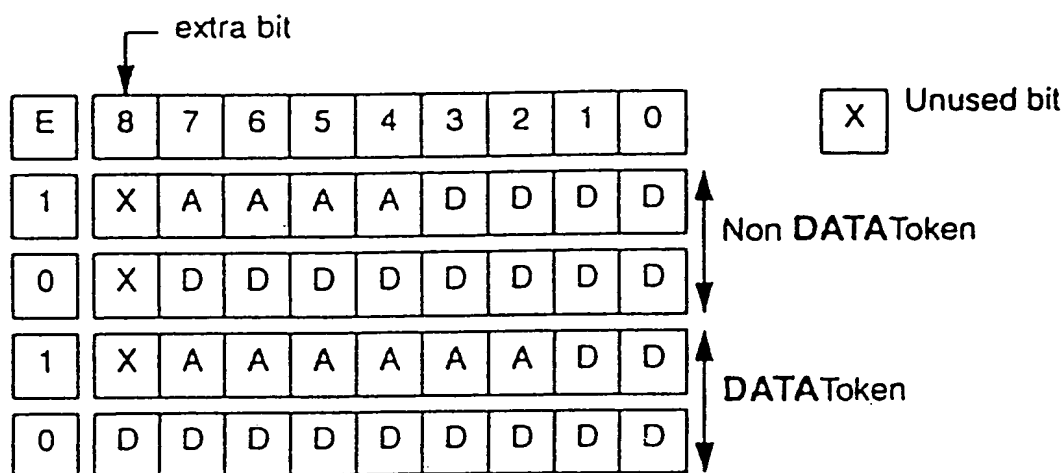 extra bit
E 8 7 6 5 4 3 2 1 0
X Unused bit
1 X A A A A D D D D
Non DATAToken
0 X D D D D D D D D
1 X A A A A A A D D
DATAToken
0 D D D D D D D D D